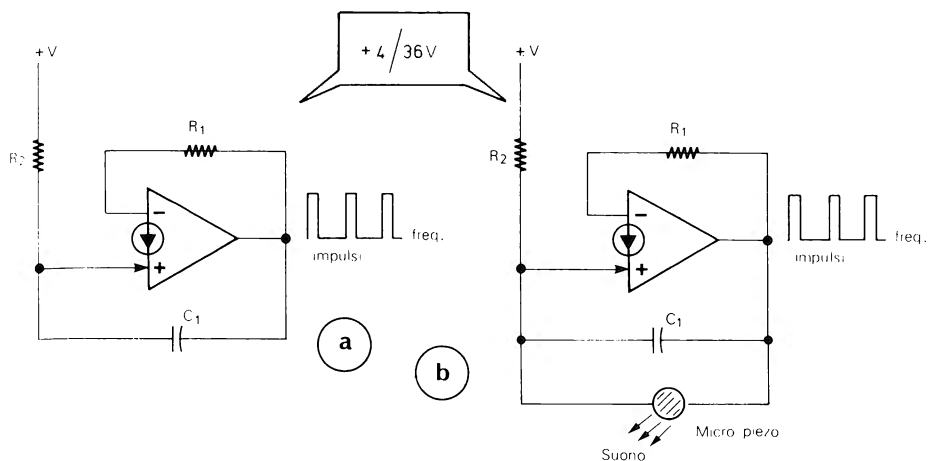 +V
+4/36V
+V
R2
R1
R2
R1
−
+
−
+
freq.
impulsi
freq.
impulsi
C1
C1
a
b
Micro piezo
Suono